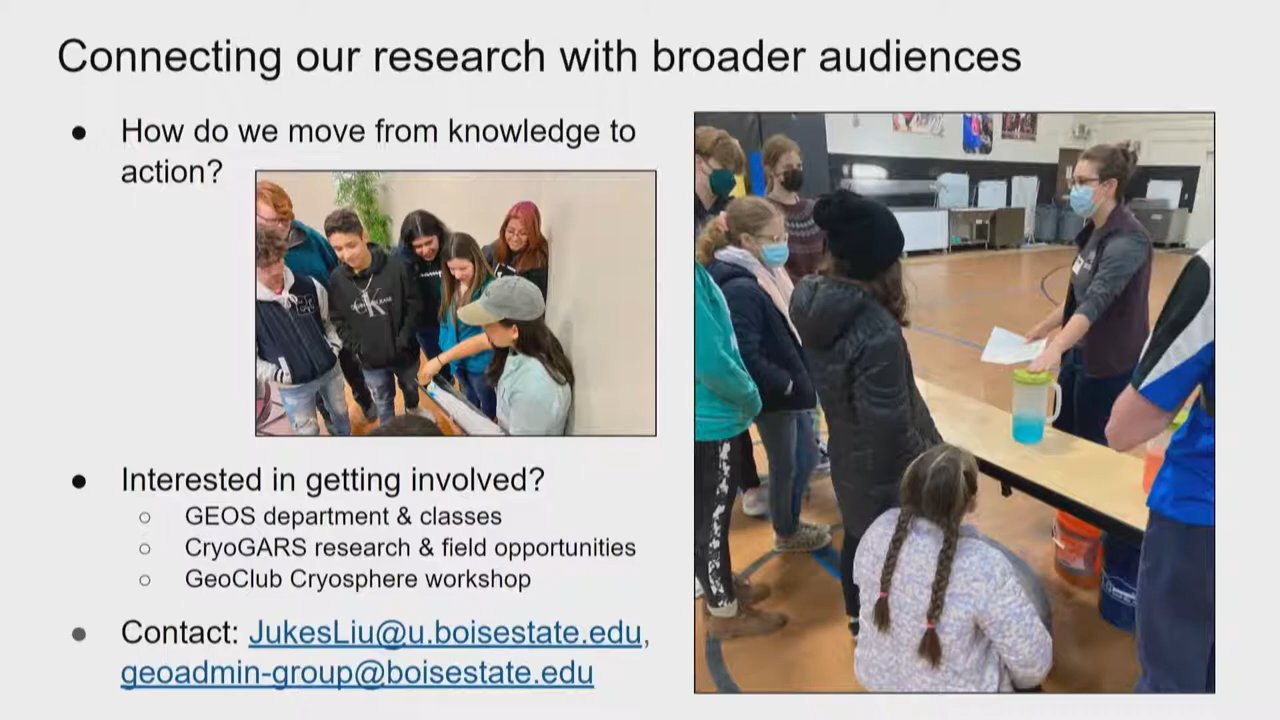 Connecting our research with broader audiences
● How do we move from knowledge to
action?
● Interested in getting involved?
○ GEOS department & classes
○ CryoGARS research & field opportunities
○ GeoClub Cryosphere workshop
● Contact: JukesLiu@u.boisestate.edu,
geoadmin-group@boisestate.edu